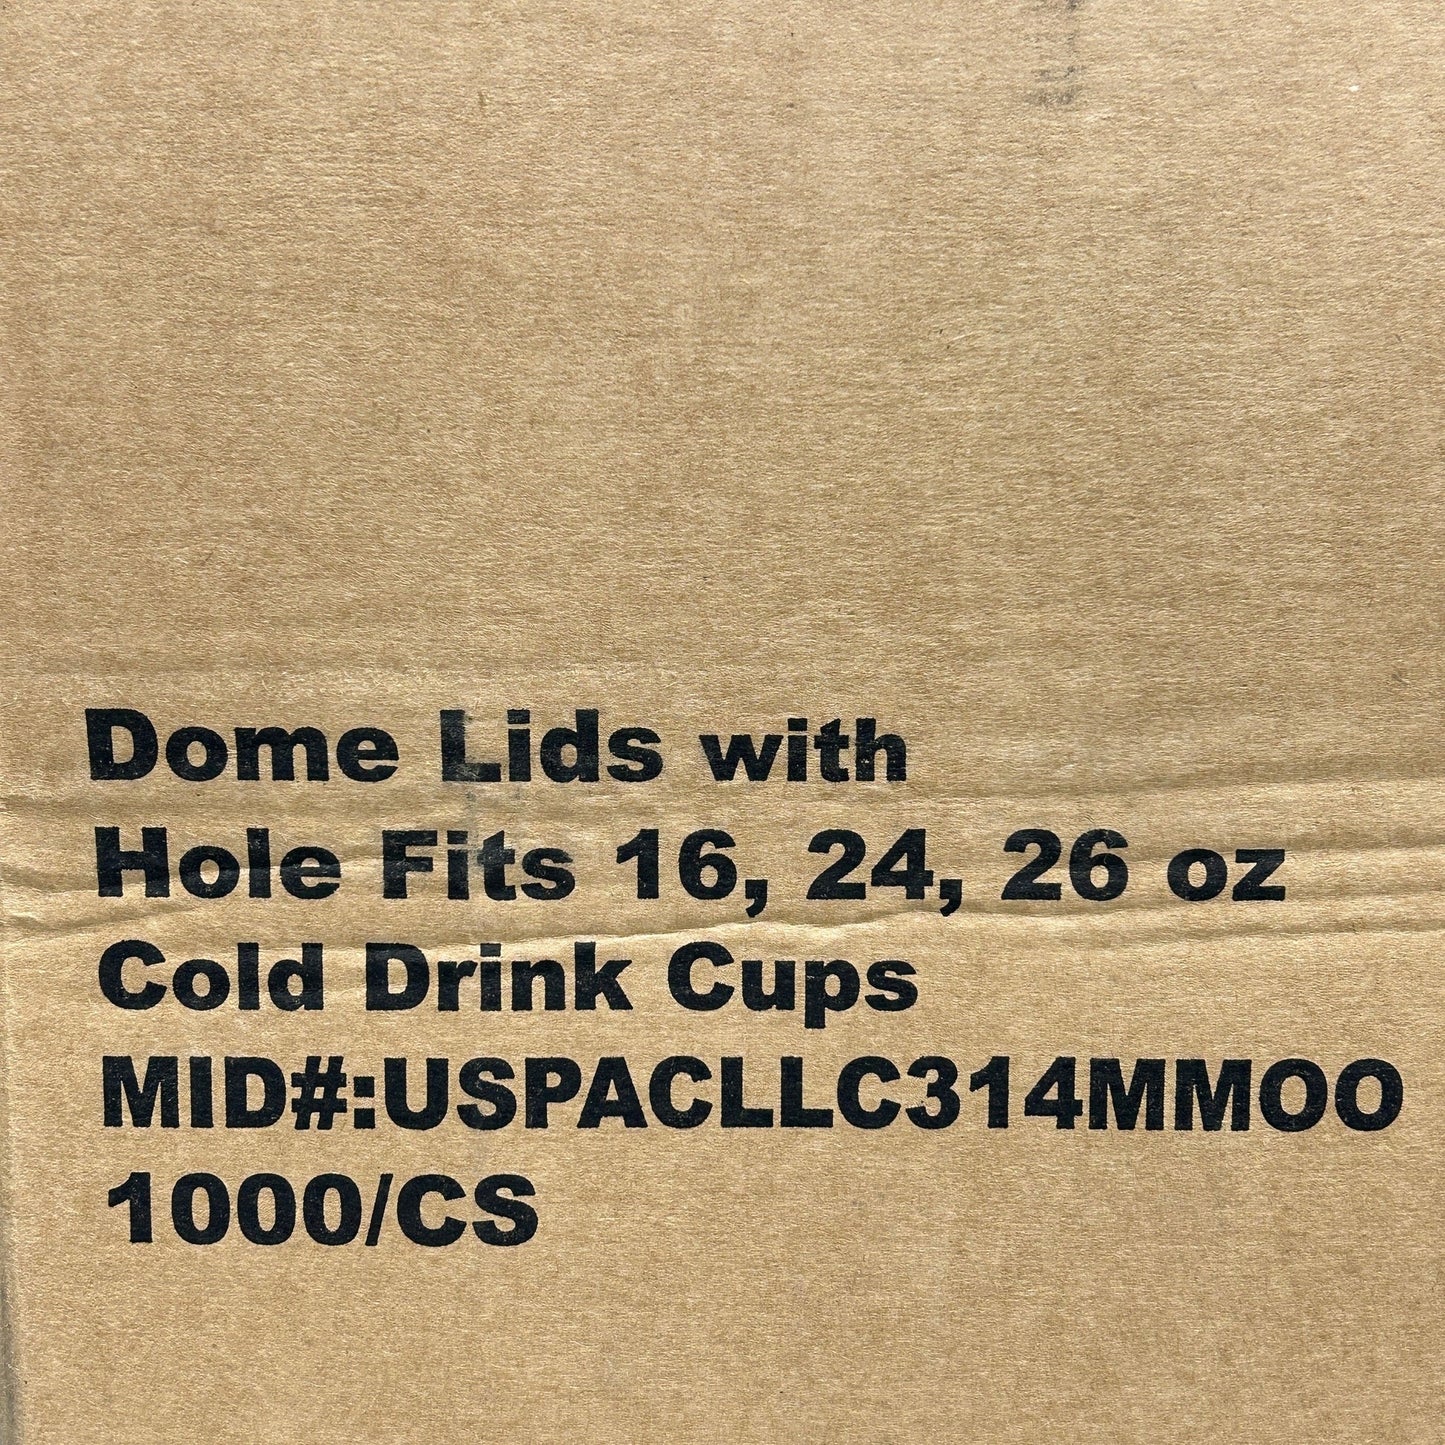 Dome Lids with
Hole Fits 16, 24, 26 oz
Cold Drink Cups
MID#:USPACLLC314MMOO
1000/CS